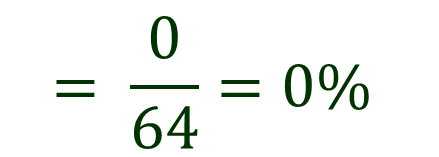 = 0/64 = 0%